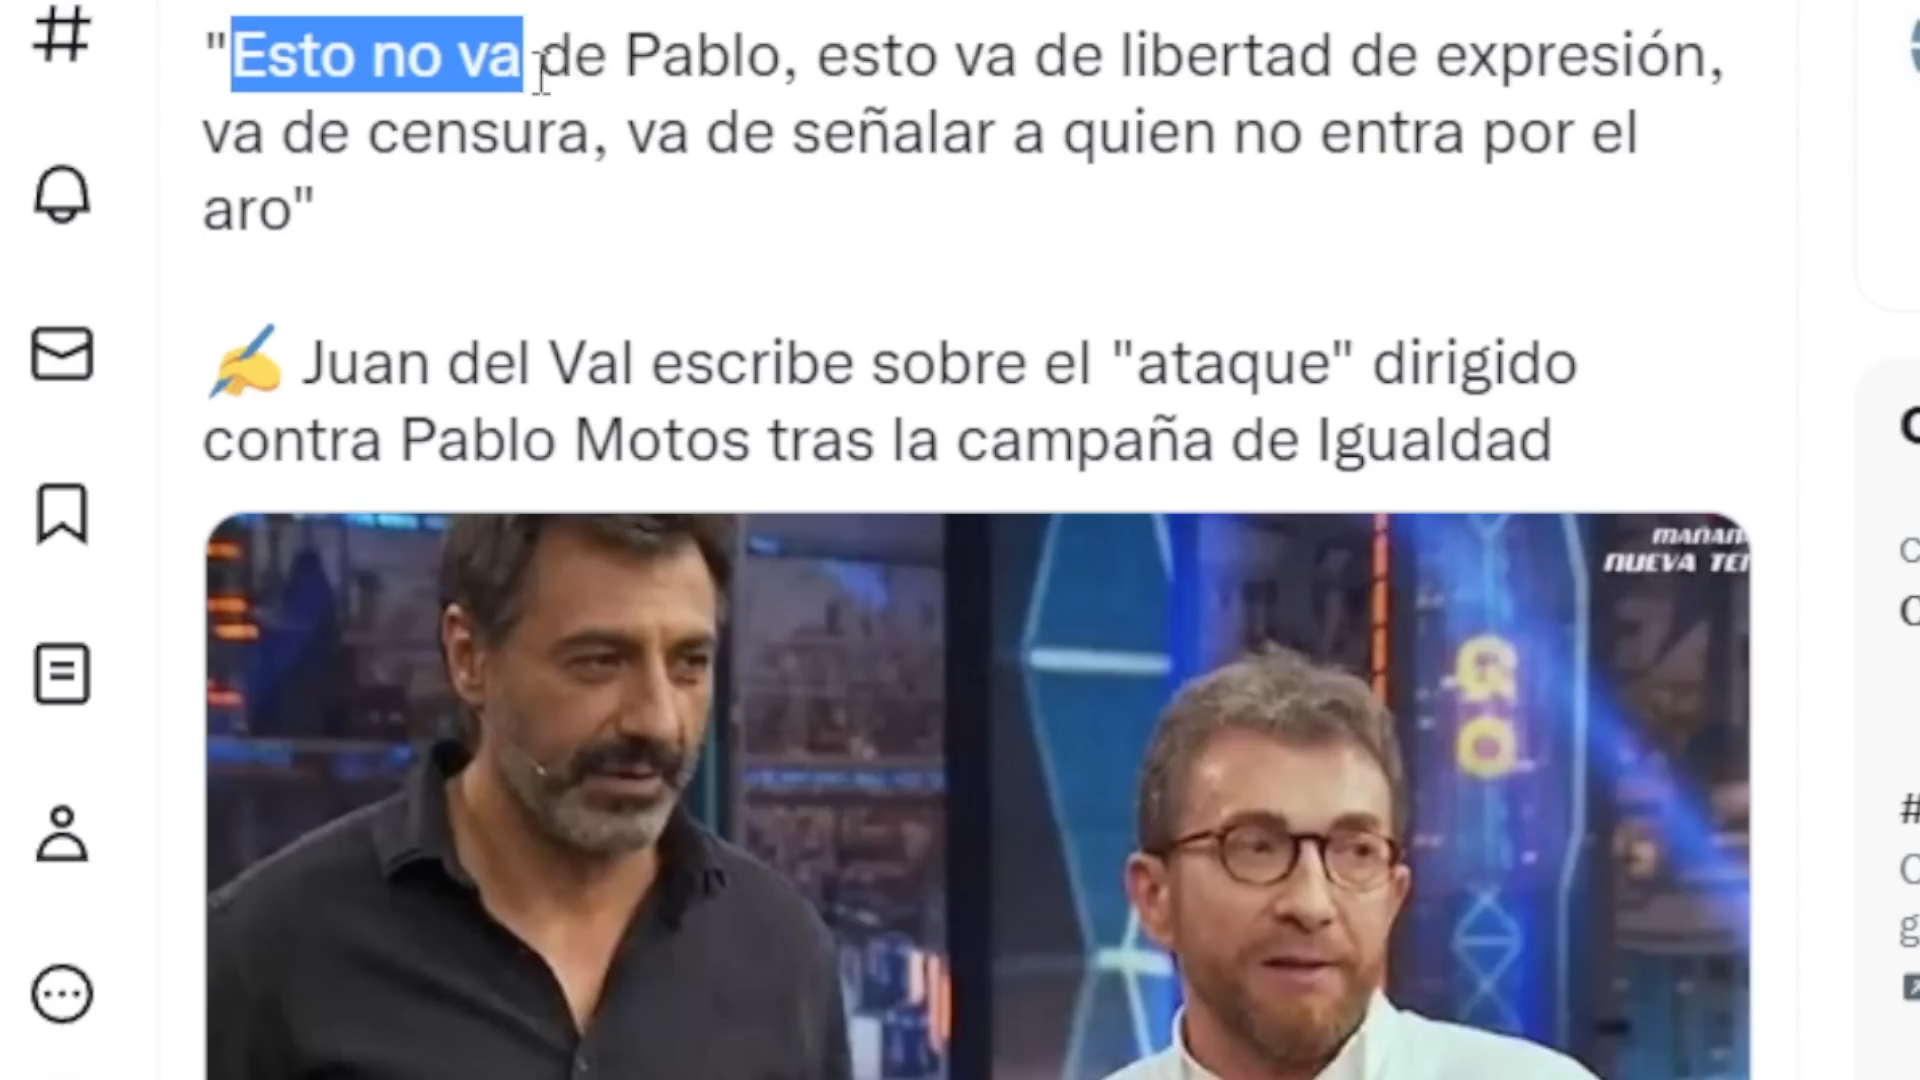 "Esto no va de Pablo, esto va de libertad de expresión,
va de censura, va de señalar a quien no entra por el
aro"
✍ Juan del Val escribe sobre el "ataque" dirigido
contra Pablo Motos tras la campaña de Igualdad
MAÑAN
NUEVA TE
GO